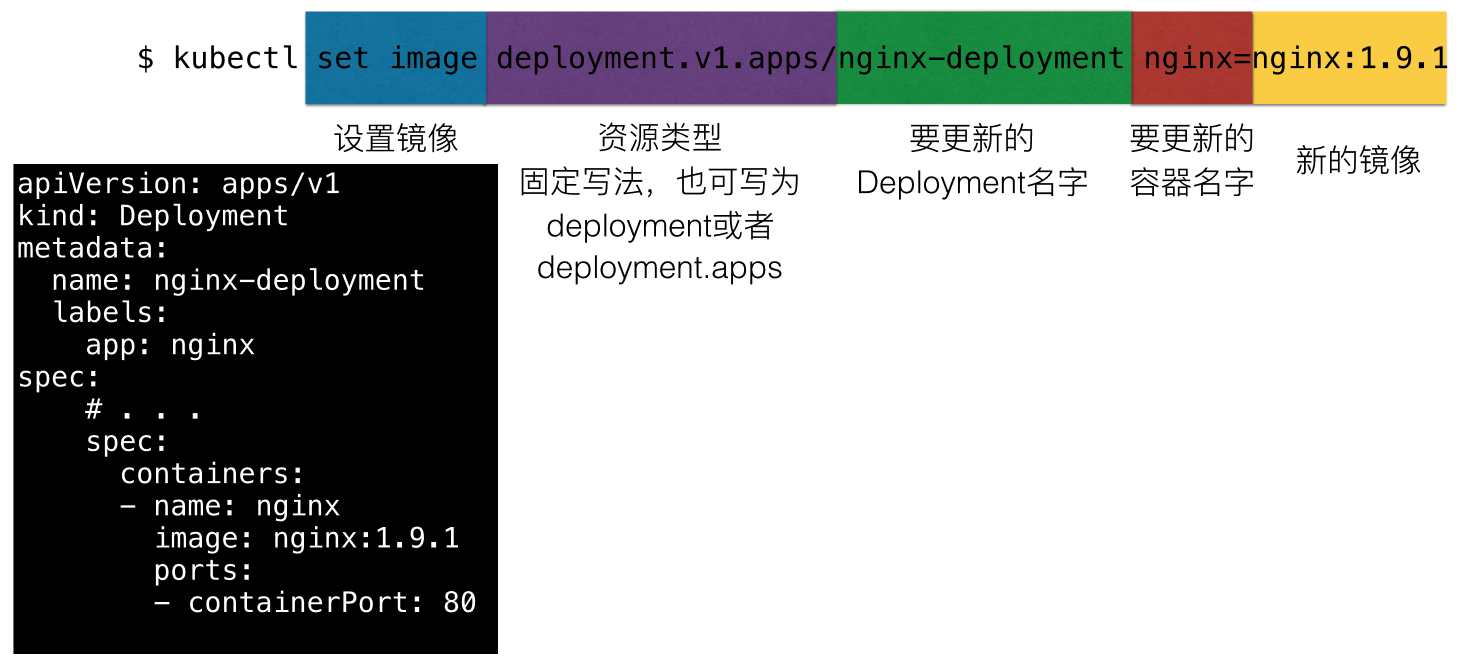 $ kubectl set image deployment.v1.apps/nginx-deployment nginx=nginx:1.9.1
设置镜像
资源类型
固定写法，也可写为
deployment或者
deployment.apps
要更新的
Deployment名字
要更新的
容器名字
新的镜像
apiVersion: apps/v1
kind: Deployment
metadata:
  name: nginx-deployment
  labels:
    app: nginx
spec:
    # . . .
    spec:
      containers:
      - name: nginx
        image: nginx:1.9.1
        ports:
        - containerPort: 80